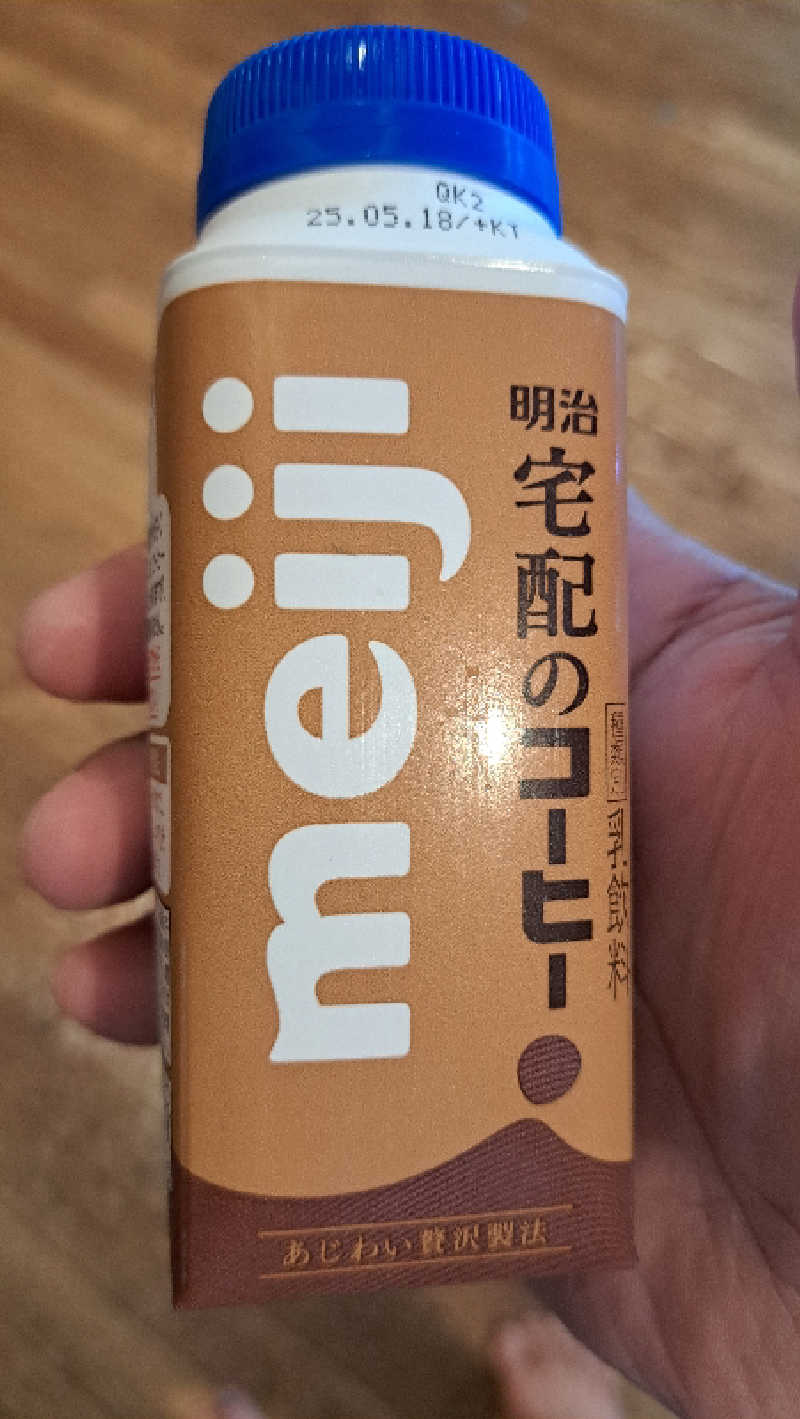 QK2
25.05.18/+KT
meiji
明治
宅配のコーヒー
種類別
乳飲料
あじわい贅沢製法